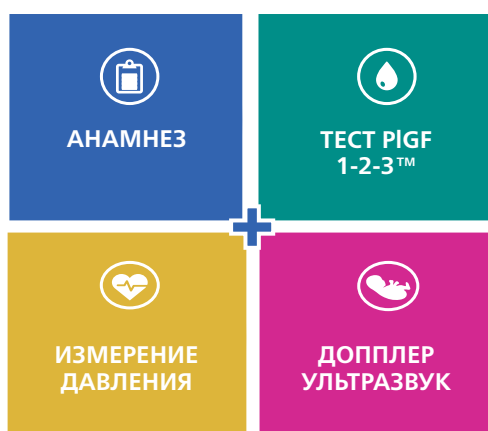 АНАМНЕЗ
ТЕСТ PlGF
1-2-3™
ИЗМЕРЕНИЕ
ДАВЛЕНИЯ
ДОППЛЕР
УЛЬТРАЗВУК